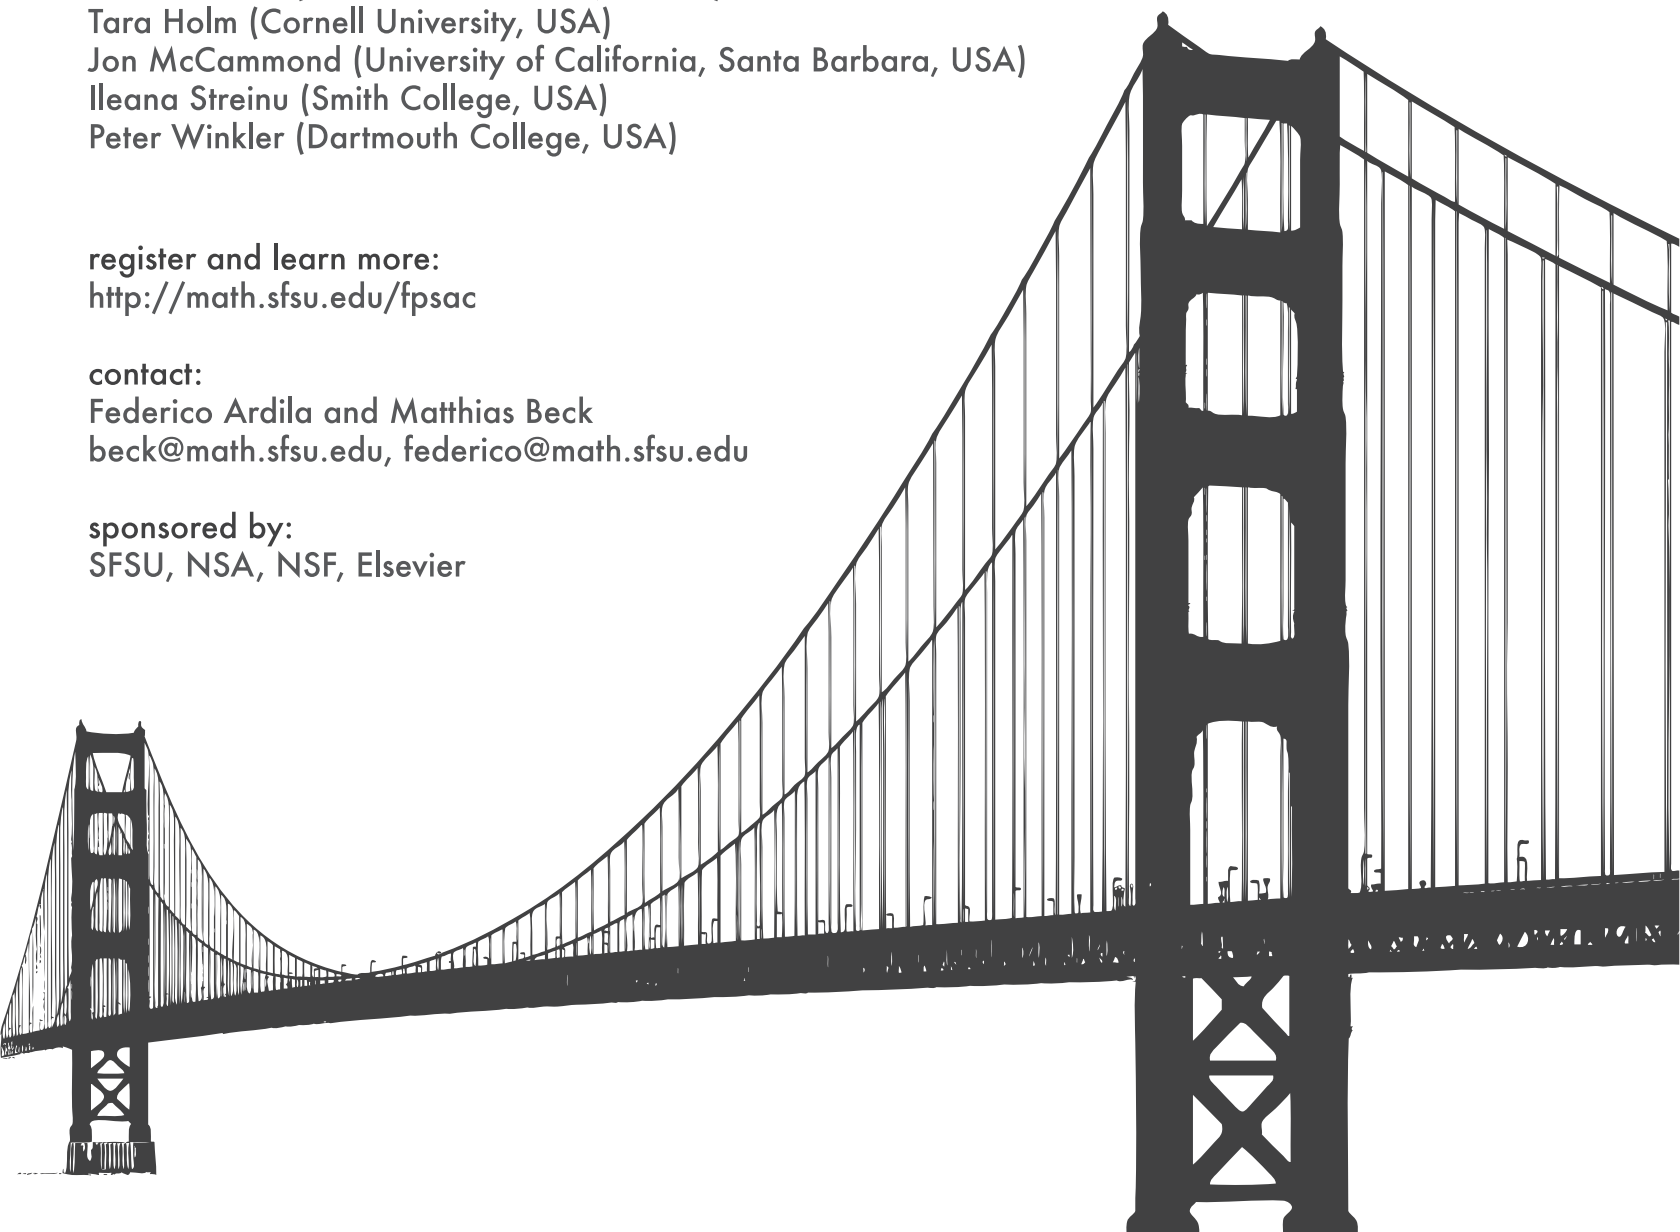 Tara Holm (Cornell University, USA)
Jon McCammond (University of California, Santa Barbara, USA)
Ileana Streinu (Smith College, USA)
Peter Winkler (Dartmouth College, USA)
register and learn more:
http://math.sfsu.edu/fpsac
contact:
Federico Ardila and Matthias Beck
beck@math.sfsu.edu, federico@math.sfsu.edu
sponsored by:
SFSU, NSA, NSF, Elsevier